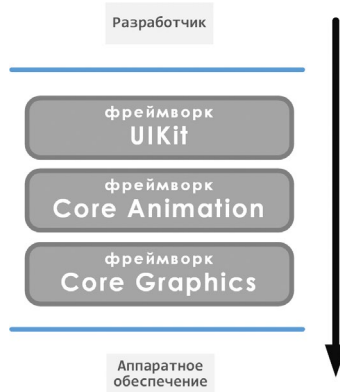 Разработчик
фреймворк
UIKit
фреймворк
Core Animation
фреймворк
Core Graphics
Аппаратное
обеспечение